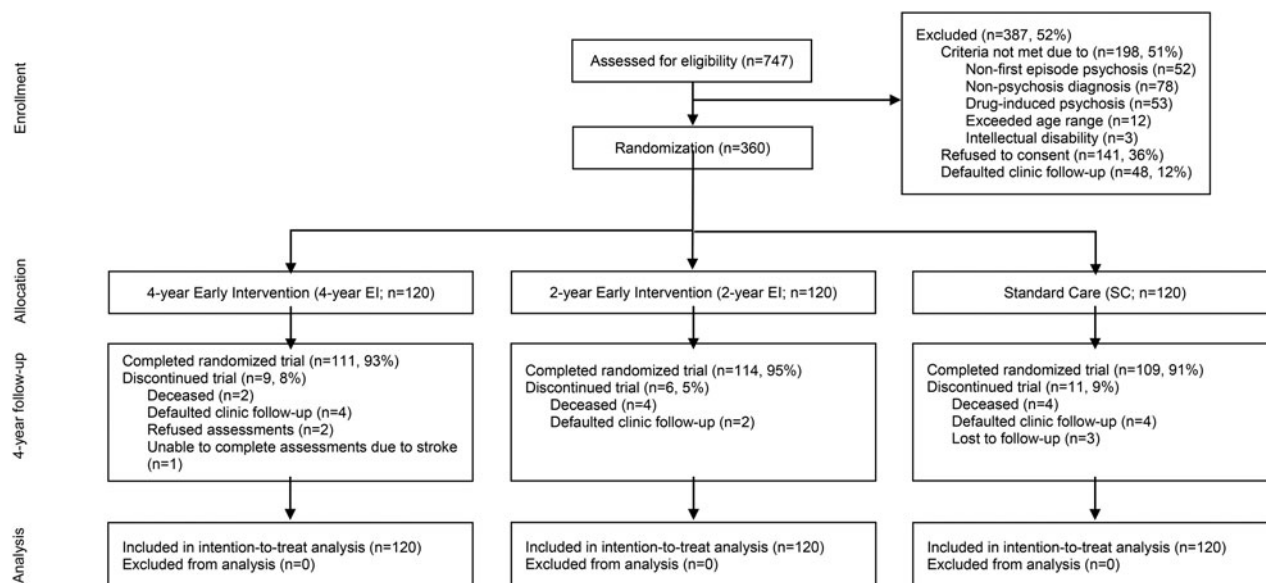 Enrollment
Assessed for eligibility (n=747)
Excluded (n=387, 52%)
Criteria not met due to (n=198, 51%)
Non-first episode psychosis (n=52)
Non-psychosis diagnosis (n=78)
Drug-induced psychosis (n=53)
Exceeded age range (n=12)
Intellectual disability (n=3)
Refused to consent (n=141, 36%)
Defaulted clinic follow-up (n=48, 12%)
Randomization (n=360)
Allocation
4-year Early Intervention (4-year EI; n=120)
2-year Early Intervention (2-year EI; n=120)
Standard Care (SC; n=120)
4-year follow-up
Completed randomized trial (n=111, 93%)
Discontinued trial (n=9, 8%)
Deceased (n=2)
Defaulted clinic follow-up (n=4)
Refused assessments (n=2)
Unable to complete assessments due to stroke
(n=1)
Completed randomized trial (n=114, 95%)
Discontinued trial (n=6, 5%)
Deceased (n=4)
Defaulted clinic follow-up (n=2)
Completed randomized trial (n=109, 91%)
Discontinued trial (n=11, 9%)
Deceased (n=4)
Defaulted clinic follow-up (n=4)
Lost to follow-up (n=3)
Analysis
Included in intention-to-treat analysis (n=120)
Excluded from analysis (n=0)
Included in intention-to-treat analysis (n=120)
Excluded from analysis (n=0)
Included in intention-to-treat analysis (n=120)
Excluded from analysis (n=0)